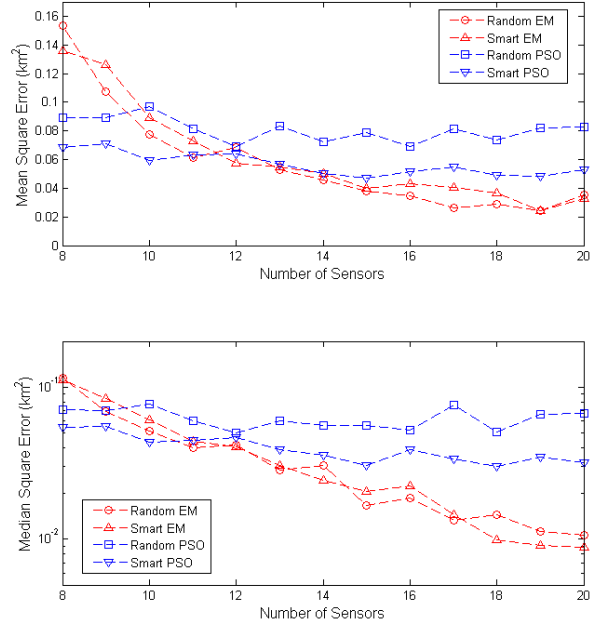 0.16
0.14
0.12
0.1
0.08
0.06
0.04
0.02
0
Mean Square Error (km²)
8
10
12
14
16
18
20
Number of Sensors
Random EM
Smart EM
Random PSO
Smart PSO
10⁻¹
10⁻²
Median Square Error (km²)
Random EM
Smart EM
Random PSO
Smart PSO
8
10
12
14
16
18
20
Number of Sensors